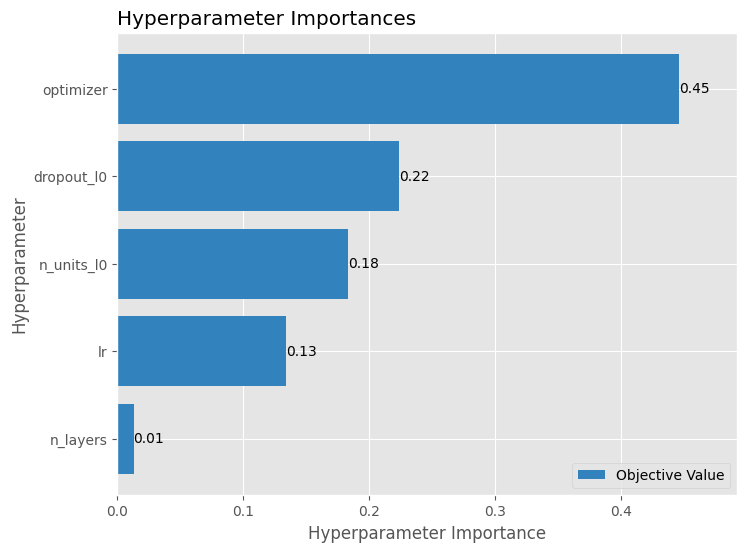 Hyperparameter Importances
Hyperparameter
optimizer
0.45
dropout_l0
0.22
n_units_l0
0.18
lr
0.13
n_layers
0.01
Objective Value
0.0 0.1 0.2 0.3 0.4
Hyperparameter Importance